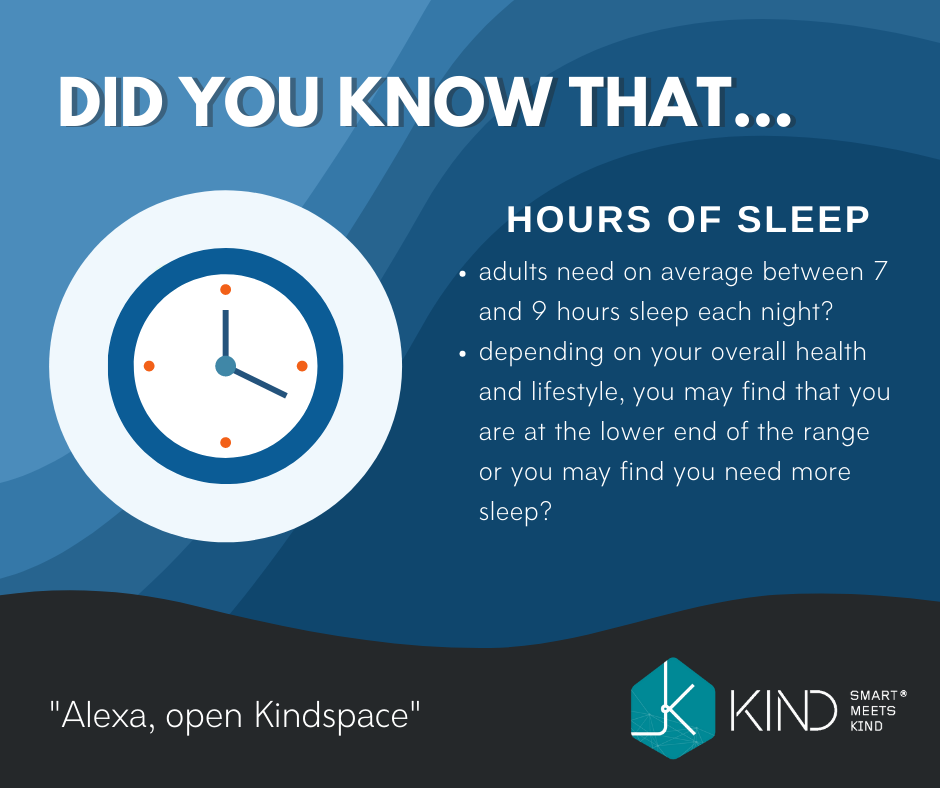 DID YOU KNOW THAT...
HOURS OF SLEEP
• adults need on average between 7
and 9 hours sleep each night?
• depending on your overall health
and lifestyle, you may find that you
are at the lower end of the range
or you may find you need more
sleep?
"Alexa, open Kindspace"
K
KIND
SMART®
MEETS
KIND